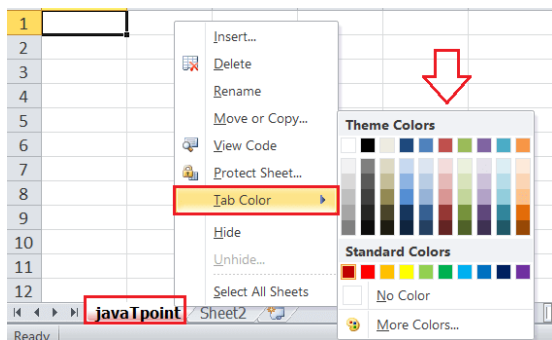 1
2
3
4
5
6
7
8
9
10
11
12
Insert...
Delete
Rename
Move or Copy...
View Code
Protect Sheet...
Tab Color
Hide
Unhide...
Select All Sheets
Theme Colors
Standard Colors
No Color
More Colors...
javaTpoint
Sheet2
Ready